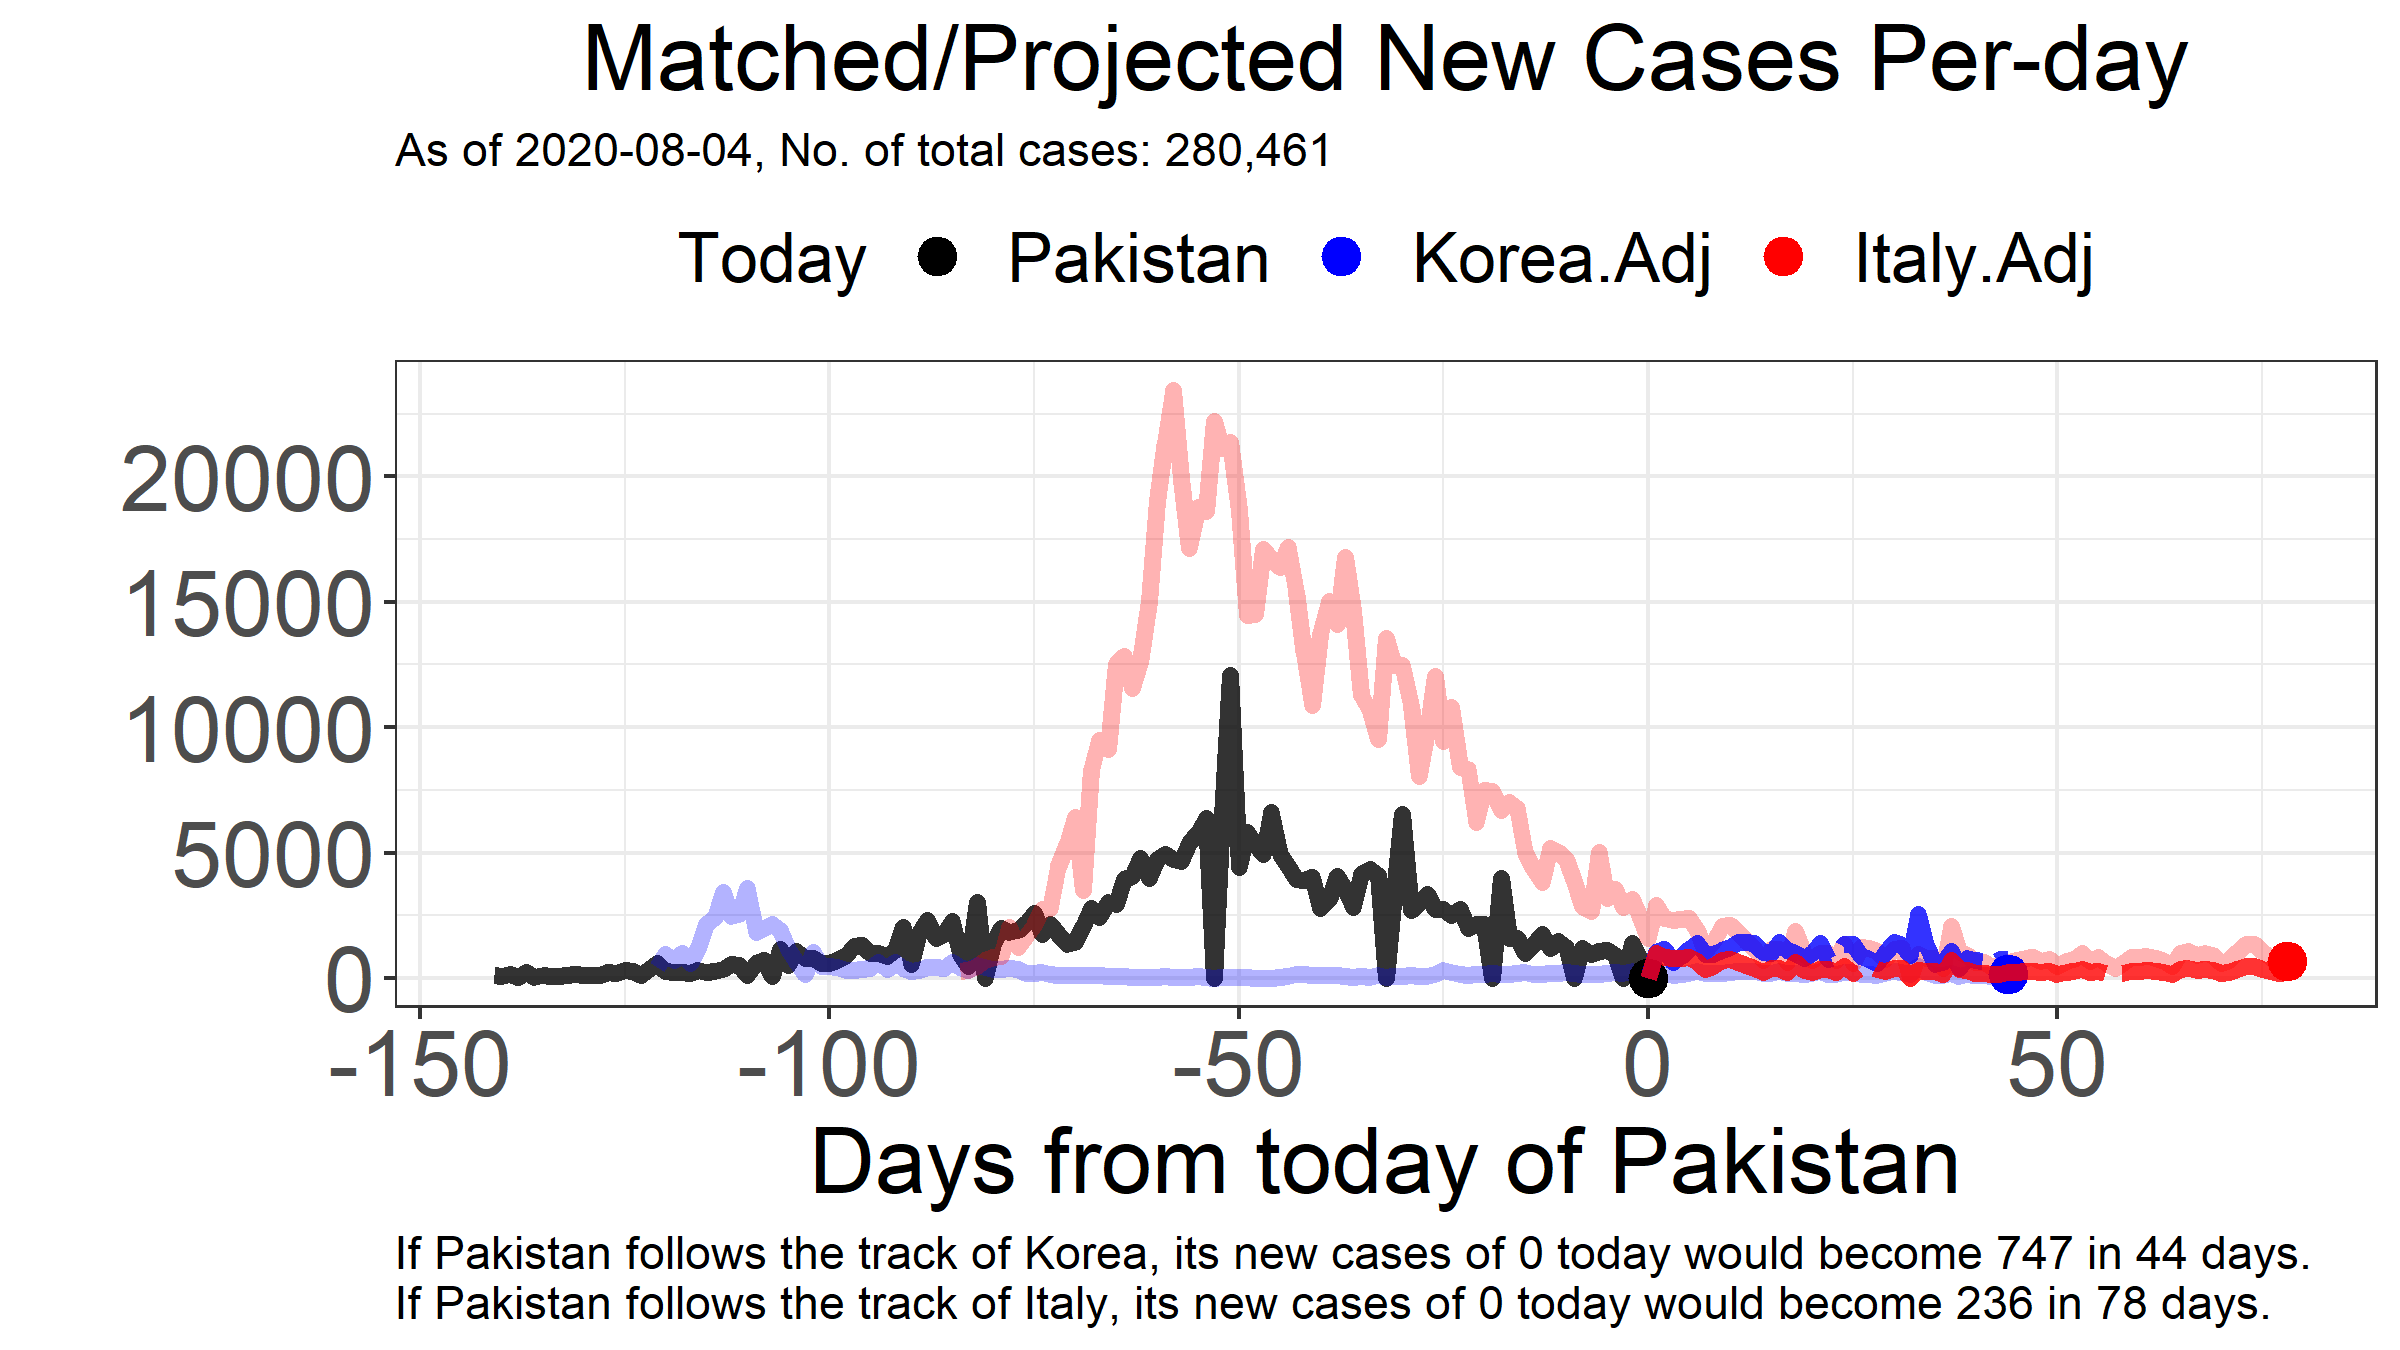 Matched/Projected New Cases Per-day
As of 2020-08-04, No. of total cases: 280,461
Today Pakistan Korea.Adj Italy.Adj
20000
15000
10000
5000
0
-150 -100 -50 0 50
Days from today of Pakistan
If Pakistan follows the track of Korea, its new cases of 0 today would become 747 in 44 days.
If Pakistan follows the track of Italy, its new cases of 0 today would become 236 in 78 days.